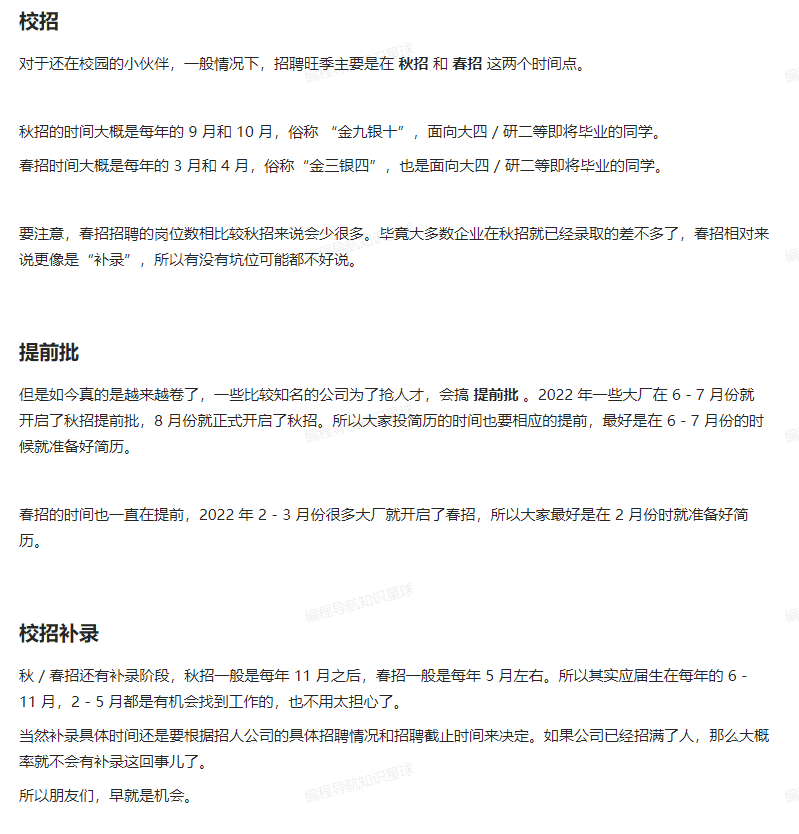 校招
对于还在校园的小伙伴，一般情况下，招聘旺季主要是在 秋招 和 春招 这两个时间点。
秋招的时间大概是每年的 9 月和 10 月，俗称 “金九银十”，面向大四 / 研二等即将毕业的同学。
春招时间大概是每年的 3 月和 4 月，俗称“金三银四”，也是面向大四 / 研二等即将毕业的同学。
要注意，春招招聘的岗位数相比较秋招来说会少很多。毕竟大多数企业在秋招就已经录取的差不多了，春招相对来
说更像是“补录”，所以有没有坑位可能都不好说。
提前批
但是如今真的是越来越卷了，一些比较知名的公司为了抢人才，会搞 提前批 。2022 年一些大厂在 6 - 7 月份就
开启了秋招提前批，8 月份就正式开启了秋招。所以大家投简历的时间也要相应的提前，最好是在 6 - 7 月份的时
候就准备好简历。
春招的时间也一直在提前，2022 年 2 - 3 月份很多大厂就开启了春招，所以大家最好是在 2 月份时就准备好简
历。
编程导航知识星球
校招补录
秋 / 春招还有补录阶段，秋招一般是每年 11 月之后，春招一般是每年 5 月左右。所以其实应届生在每年的 6 -
11 月，2 - 5 月都是有机会找到工作的，也不用太担心了。
当然补录具体时间还是要根据招人公司的具体招聘情况和招聘截止时间来决定。如果公司已经招满了人，那么大概
率就不会有补录这回事儿了。
所以朋友们，早就是机会。
编程导航知识星球